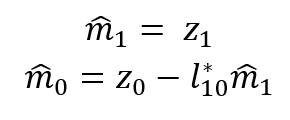 m̂₁ = z₁
m̂₀ = z₀ − l*₁₀m̂₁